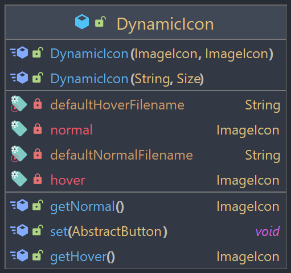 DynamicIcon
DynamicIcon(ImageIcon, ImageIcon)
DynamicIcon(String, Size)
defaultHoverFilename String
normal ImageIcon
defaultNormalFilename String
hover ImageIcon
getNormal() ImageIcon
set(AbstractButton) void
getHover() ImageIcon